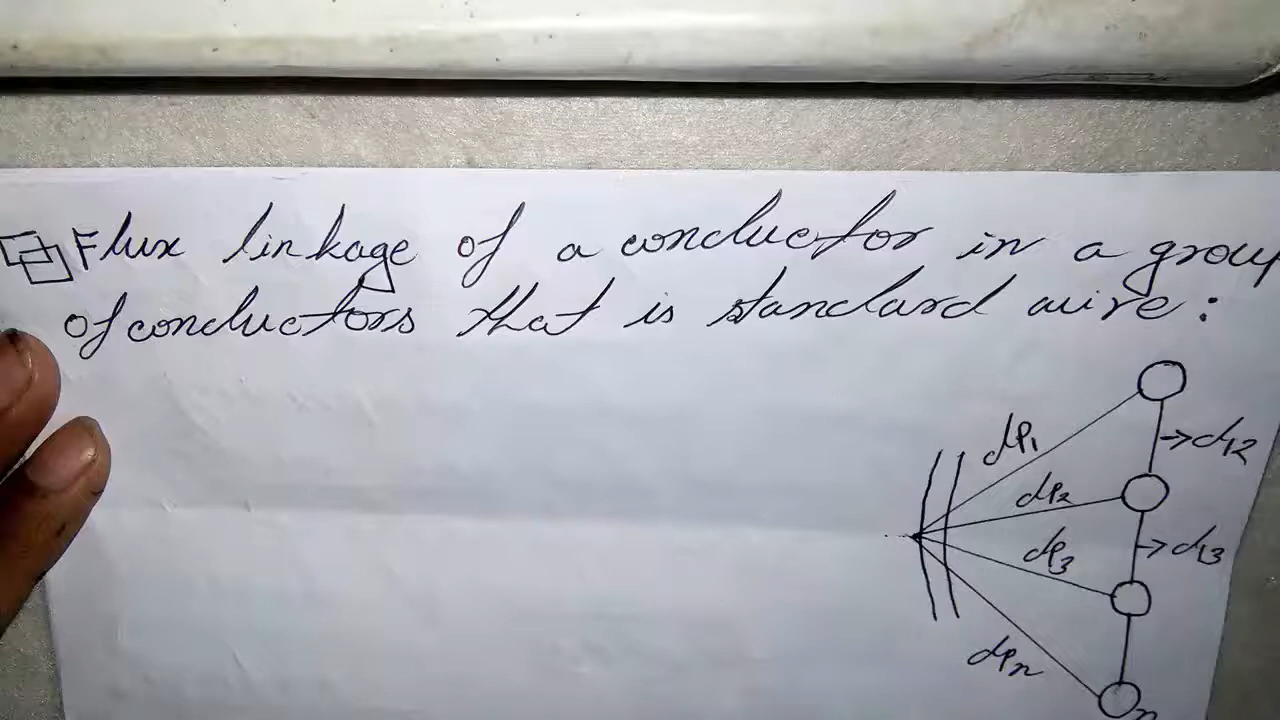 Flux linkage of a conductor in a group
of conductors that is standard wire:
dp₁
d₁₂
dp₂
d₁₃
dp₃
dpₙ
n